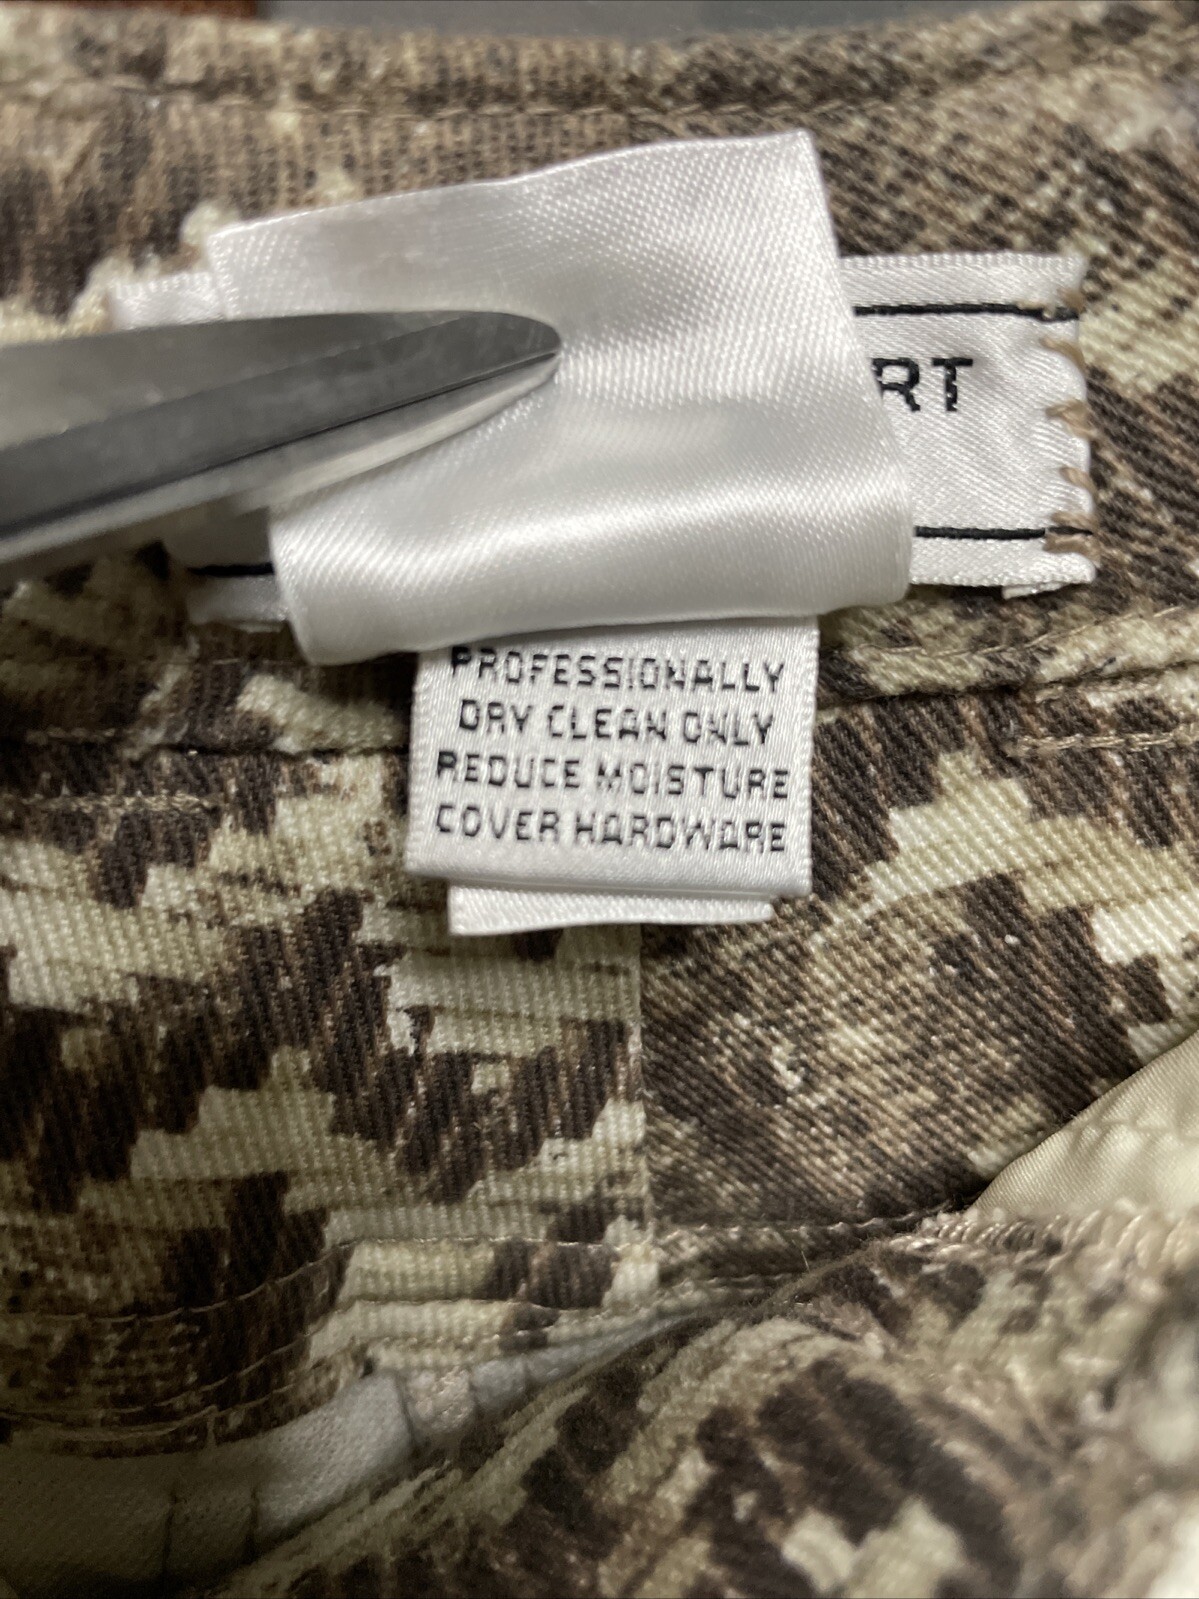 RT
PROFESSIONALLY
DRY CLEAN ONLY
REDUCE MOISTURE
COVER HARDWARE